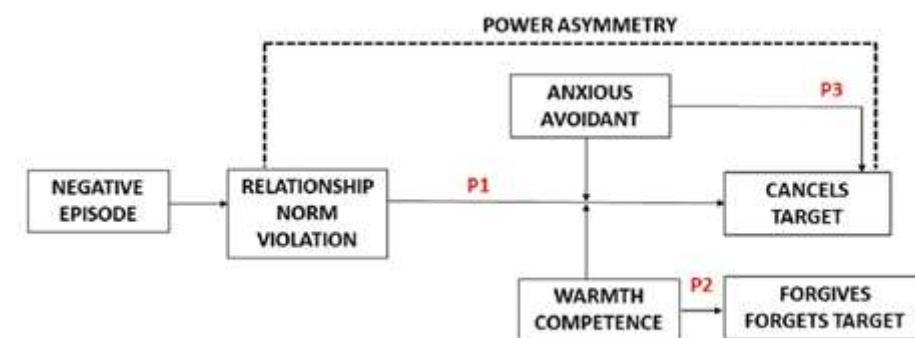 POWER ASYMMETRY
ANXIOUS
AVOIDANT
P3
NEGATIVE
EPISODE
RELATIONSHIP
NORM
VIOLATION
P1
CANCELS
TARGET
WARMTH
COMPETENCE
P2
FORGIVES
FORGETS TARGET